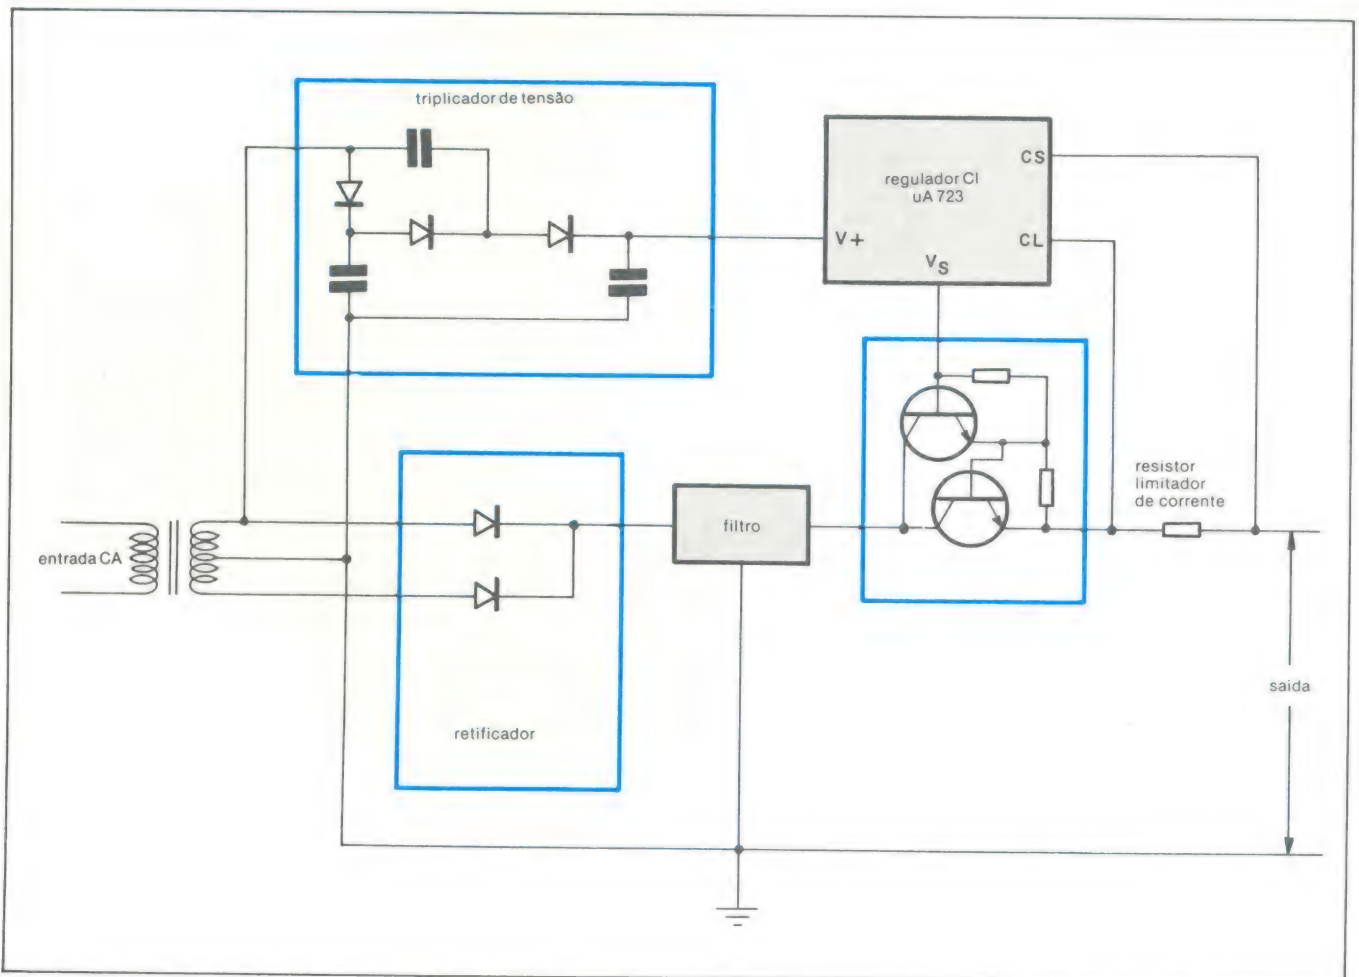 triplicador de tensão
regulador CI
uA 723
CS
CL
V+
VS
resistor
limitador
de corrente
filtro
entrada CA
saida
retificador